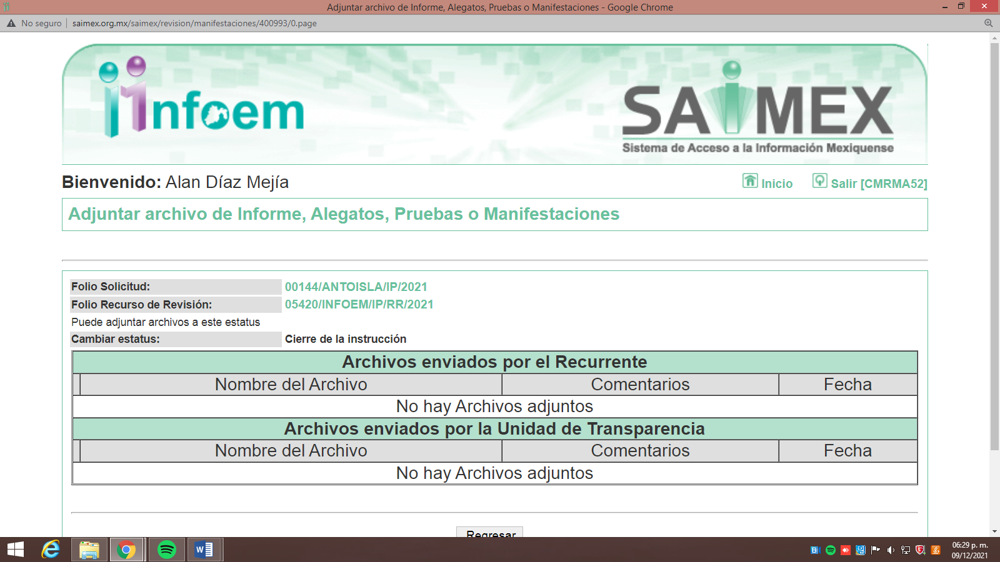 Adjuntar archivo de Informe, Alegatos, Pruebas o Manifestaciones - Google Chrome
No seguro | saimex.org.mx/saimex/revision/manifestaciones/400993/0.page
infoem
SAIMEX
Sistema de Acceso a la Información Mexiquense
Bienvenido: Alan Díaz Mejía
Inicio
Salir [CMRMA52]
Adjuntar archivo de Informe, Alegatos, Pruebas o Manifestaciones
Folio Solicitud: 00144/ANTOISLA/IP/2021
Folio Recurso de Revisión: 05420/INFOEM/IP/RR/2021
Puede adjuntar archivos a este estatus
Cambiar estatus: Cierre de la instrucción
Archivos enviados por el Recurrente
Nombre del Archivo Comentarios Fecha
No hay Archivos adjuntos
Archivos enviados por la Unidad de Transparencia
Nombre del Archivo Comentarios Fecha
No hay Archivos adjuntos
Regresar
06:29 p. m.
09/12/2021